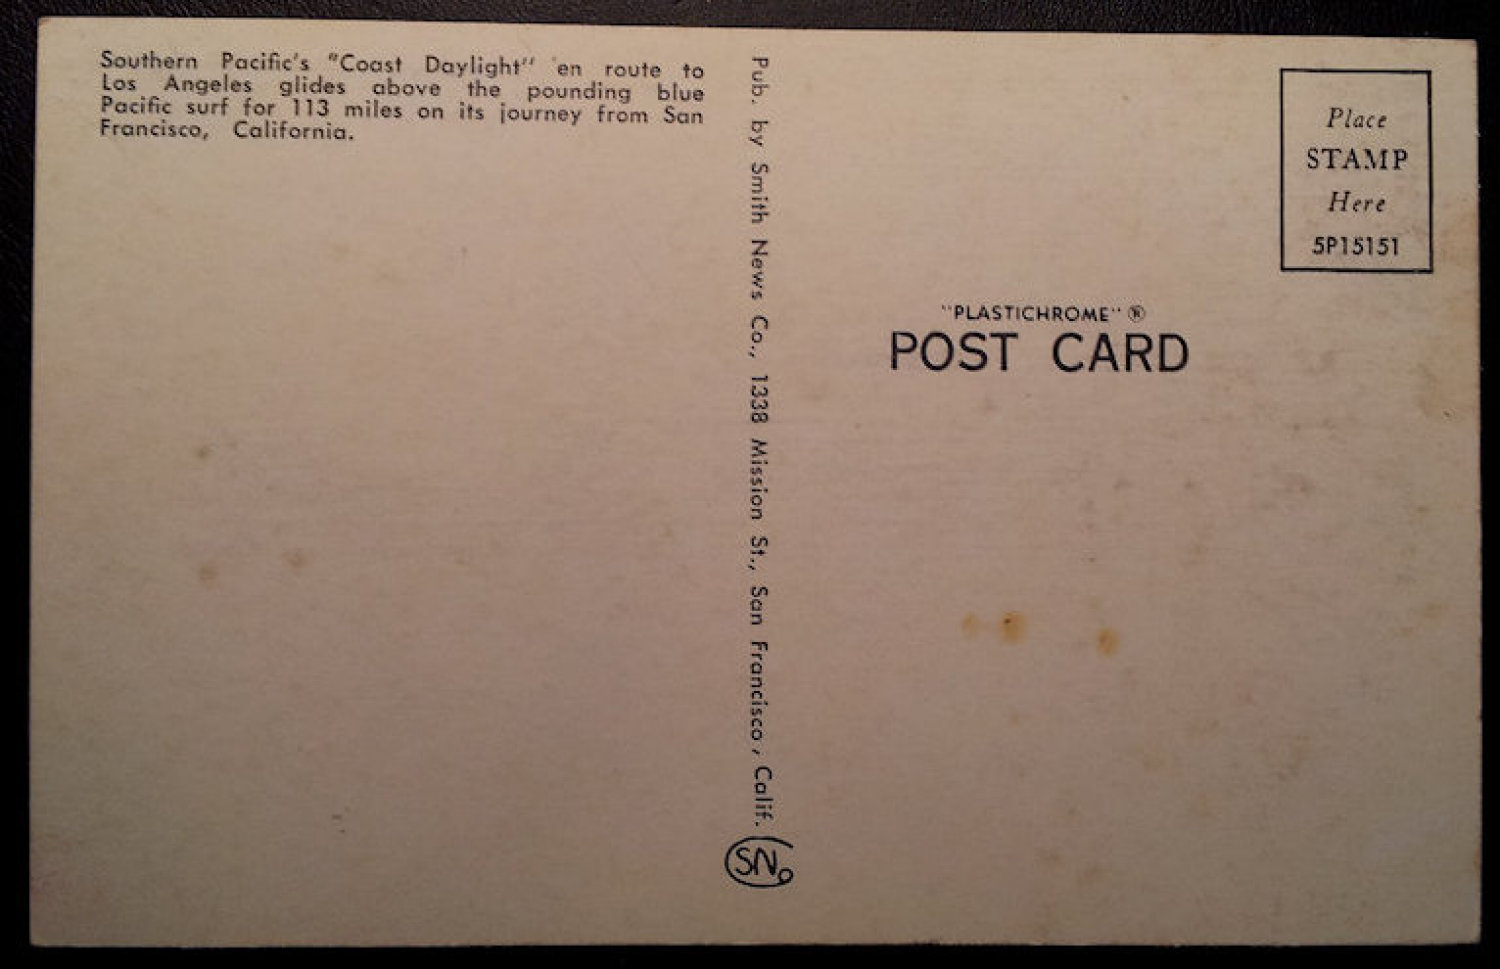 Southern Pacific's "Coast Daylight" en route to
Los Angeles glides above the pounding blue
Pacific surf for 113 miles on its journey from San
Francisco, California.
Pub. by Smith News Co., 1338 Mission St., San Francisco, Calif.
SN
Place
STAMP
Here
5P15151
"PLASTICHROME" ®
POST CARD